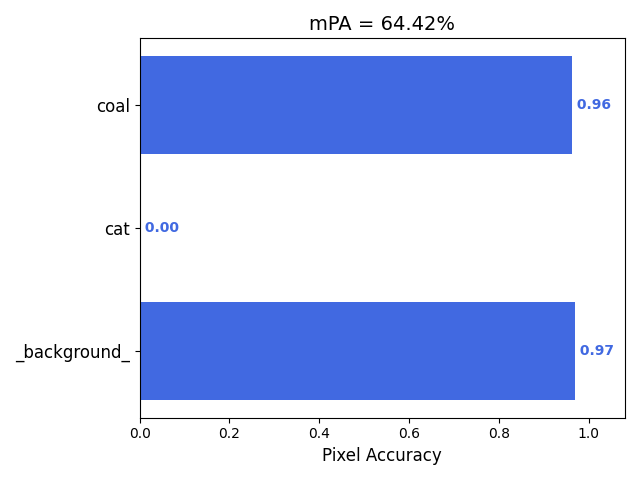 mPA = 64.42%
coal
0.96
cat
0.00
_background_
0.97
0.0 0.2 0.4 0.6 0.8 1.0
Pixel Accuracy